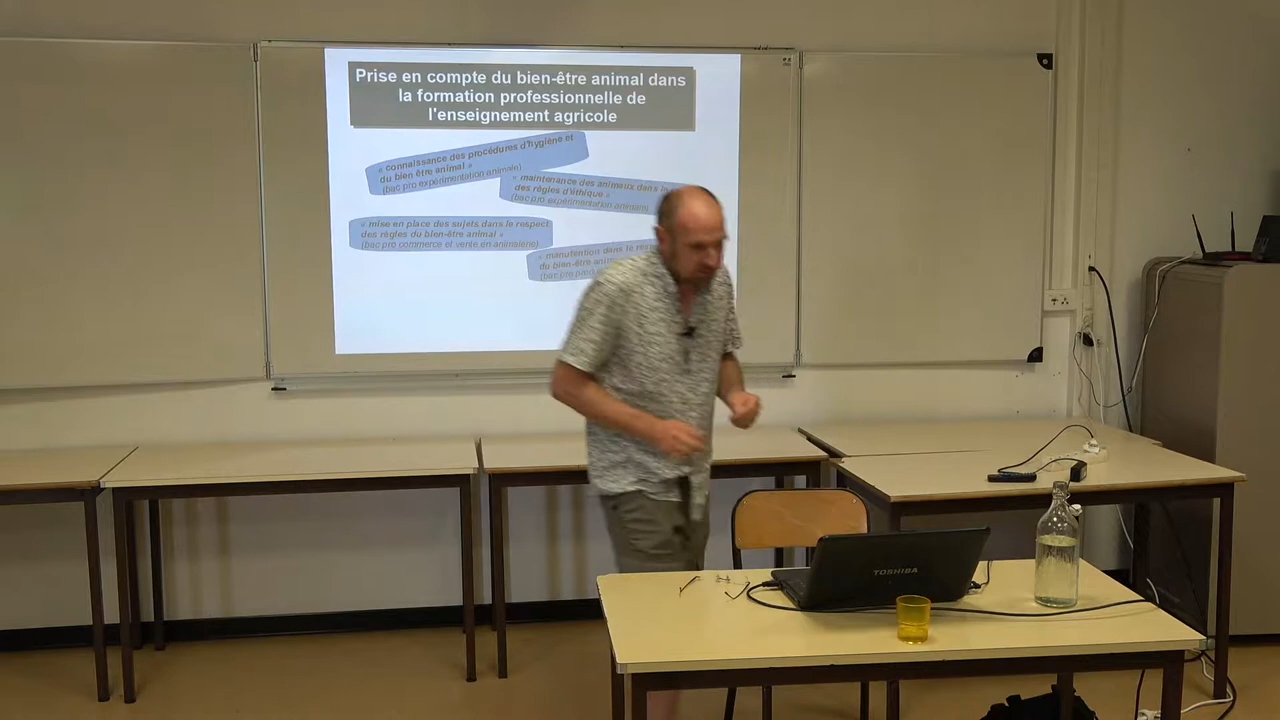 Prise en compte du bien-être animal dans
la formation professionnelle de
l'enseignement agricole
« connaissance des procédures d'hygiène et
du bien être animal »
(bac pro expérimentation animale)
« maintenance des animaux dans le
des règles d'éthique »
(bac pro expérimentation animale)
« mise en place des sujets dans le respect
des règles du bien-être animal »
(bac pro commerce et vente en animalerie)
« manutention dans le
du bien-être
(bac pro
TOSHIBA